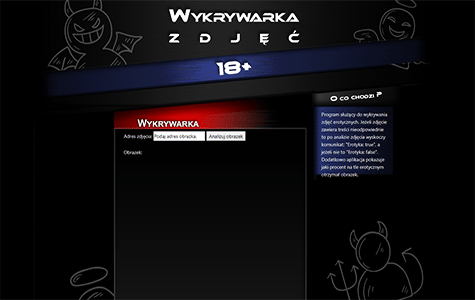 WYKRYWARKA
ZDJĘĆ
18+
WYKRYWARKA
Adres zdjęcia: Podaj adres obrazka: Analizuj obrazek
Obrazek:
O CO CHODZI ?
Program służący do wykrywania
zdjęć erotycznych. Jeżeli zdjęcie
zawiera treści nieodpowiednie
to po analizie zdjęcia wyskoczy
komunikat: "Erotyka: true", a
jeżeli nie to "Erotyka: false".
Dodatkowo aplikacja pokazuje
jaki procent na tle erotycznym
otrzymał obrazek.